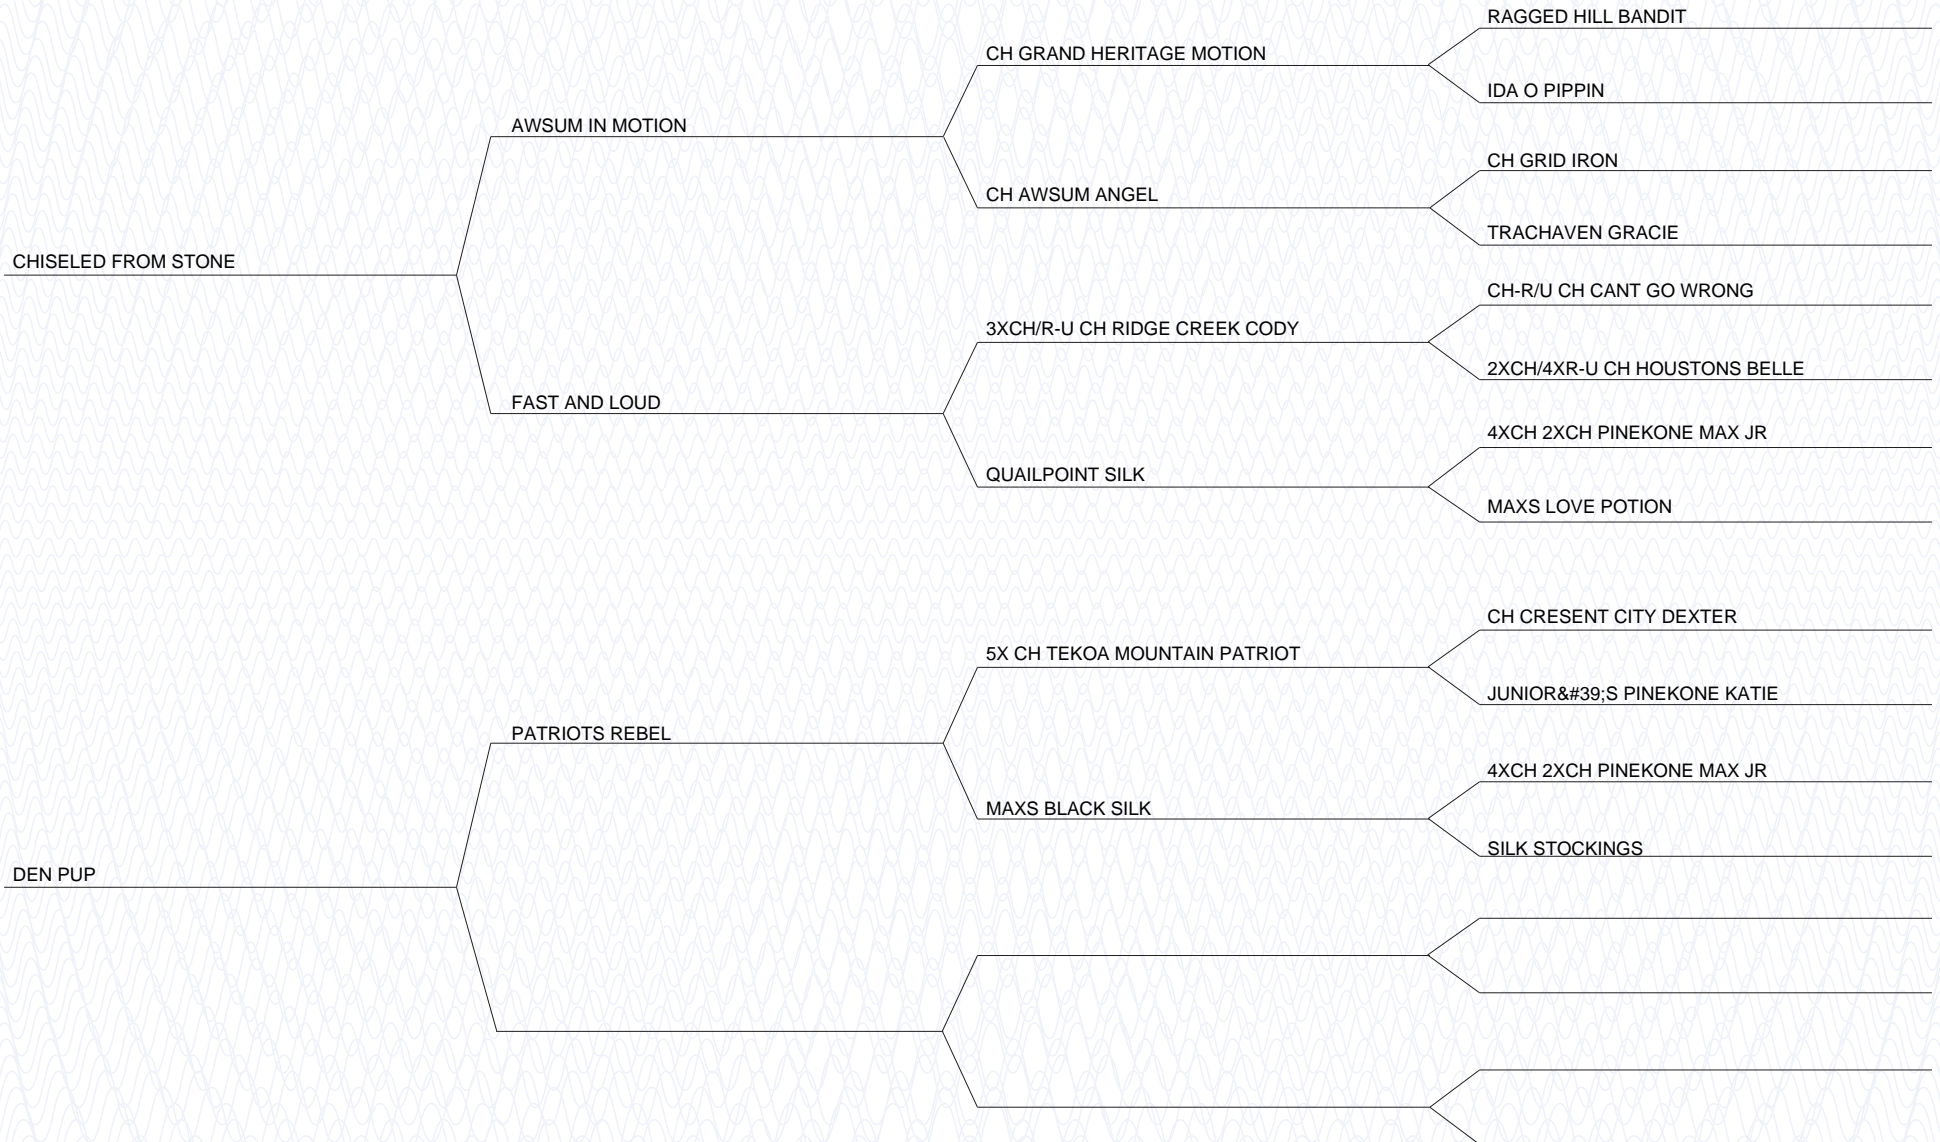 RAGGED HILL BANDIT
CH GRAND HERITAGE MOTION
IDA O PIPPIN
AWSUM IN MOTION
CH GRID IRON
CH AWSUM ANGEL
TRACHAVEN GRACIE
CHISELED FROM STONE
CH-R/U CH CANT GO WRONG
3XCH/R-U CH RIDGE CREEK CODY
2XCH/4XR-U CH HOUSTONS BELLE
FAST AND LOUD
4XCH 2XCH PINEKONE MAX JR
QUAILPOINT SILK
MAXS LOVE POTION
CH CRESENT CITY DEXTER
5X CH TEKOA MOUNTAIN PATRIOT
JUNIOR&#39;S PINEKONE KATIE
PATRIOTS REBEL
4XCH 2XCH PINEKONE MAX JR
MAXS BLACK SILK
SILK STOCKINGS
DEN PUP